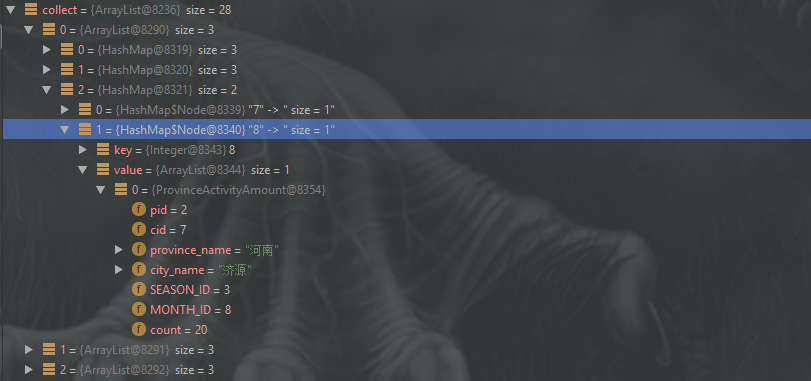 collect = {ArrayList@8236} size = 28
0 = {ArrayList@8290} size = 3
0 = {HashMap@8319} size = 3
1 = {HashMap@8320} size = 3
2 = {HashMap@8321} size = 2
0 = {HashMap$Node@8339} "7" -> " size = 1"
1 = {HashMap$Node@8340} "8" -> " size = 1"
key = {Integer@8343} 8
value = {ArrayList@8344} size = 1
0 = {ProvinceActivityAmount@8354}
f pid = 2
f cid = 7
f province_name = "河南"
f city_name = "济源"
f SEASON_ID = 3
f MONTH_ID = 8
f count = 20
1 = {ArrayList@8291} size = 3
2 = {ArrayList@8292} size = 3